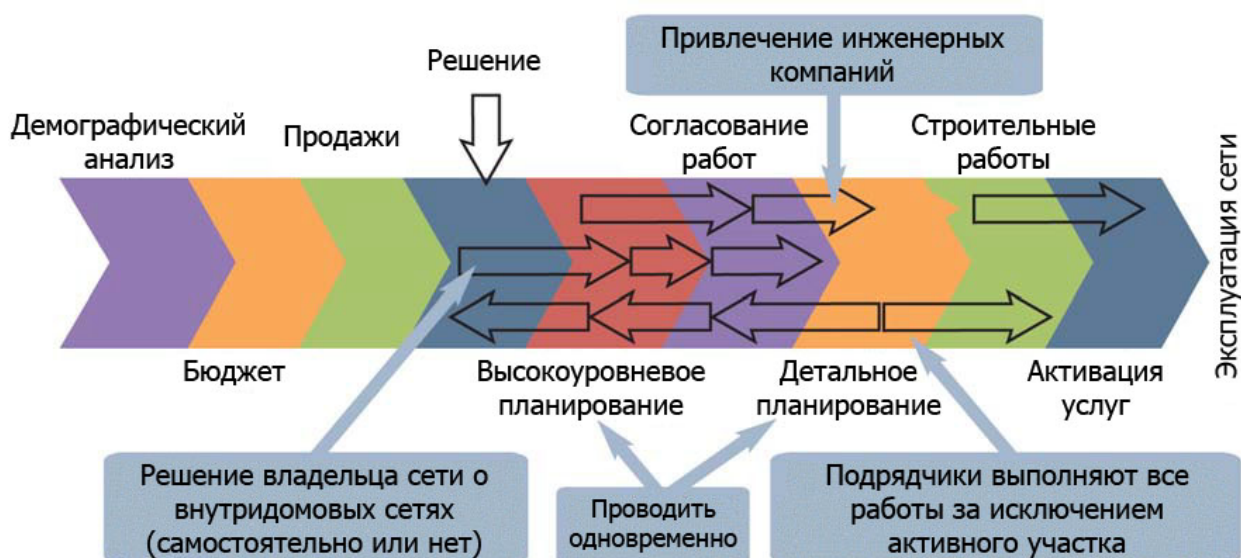 Привлечение инженерных
компаний
Решение
Демографический
анализ
Продажи
Согласование
работ
Строительные
работы
Эксплуатация сети
Бюджет
Высокоуровневое
планирование
Детальное
планирование
Активация
услуг
Решение владельца сети о
внутридомовых сетях
(самостоятельно или нет)
Проводить
одновременно
Подрядчики выполняют все
работы за исключением
активного участка